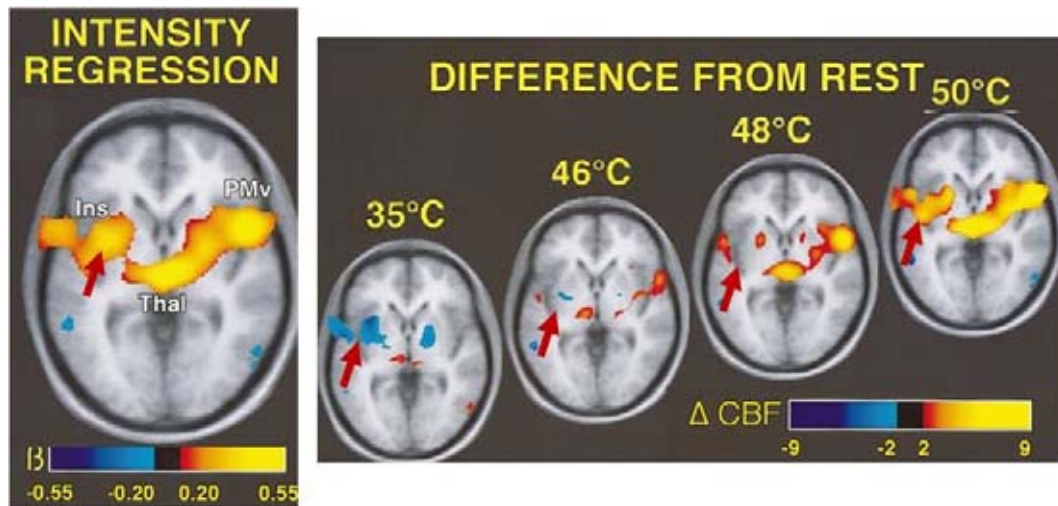 INTENSITY
REGRESSION
Ins
PMv
Thal
ß
-0.55 -0.20 0.20 0.55
DIFFERENCE FROM REST
35°C
46°C
48°C
50°C
Δ CBF
-9 -2 2 9